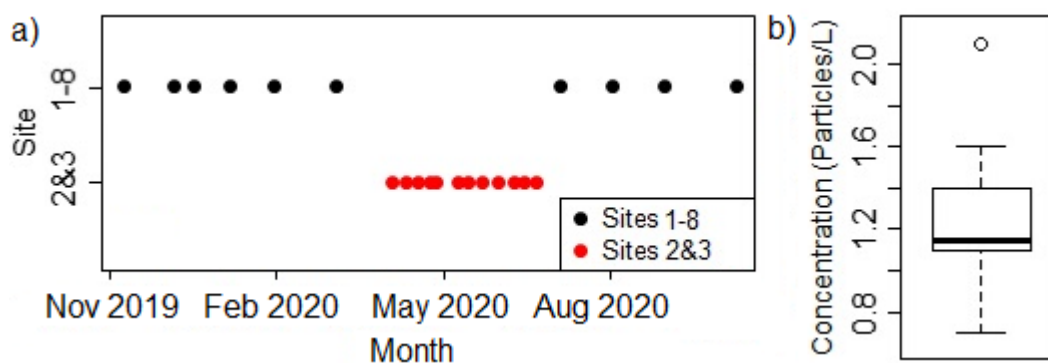 a)
Site
1-8
2&3
Sites 1-8
Sites 2&3
Nov 2019 Feb 2020 May 2020 Aug 2020
Month
b)
Concentration (Particles/L)
2.0
1.6
1.2
0.8